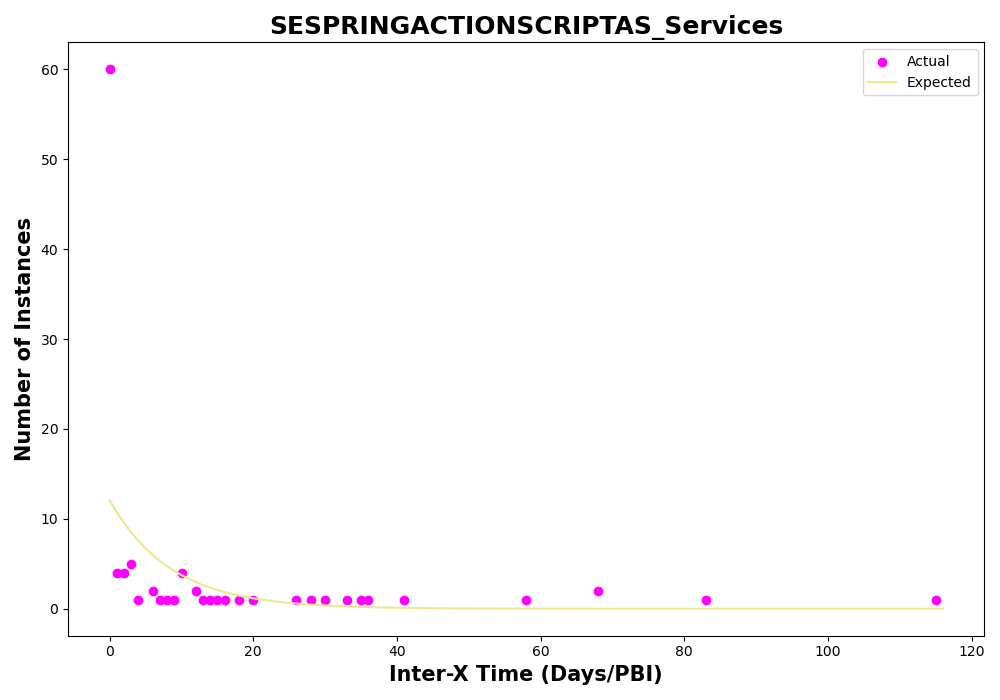 SESPRINGACTIONSCRIPTAS_Services
Actual
Expected
60
50
40
30
20
10
0
Number of Instances
0 20 40 60 80 100 120
Inter-X Time (Days/PBI)